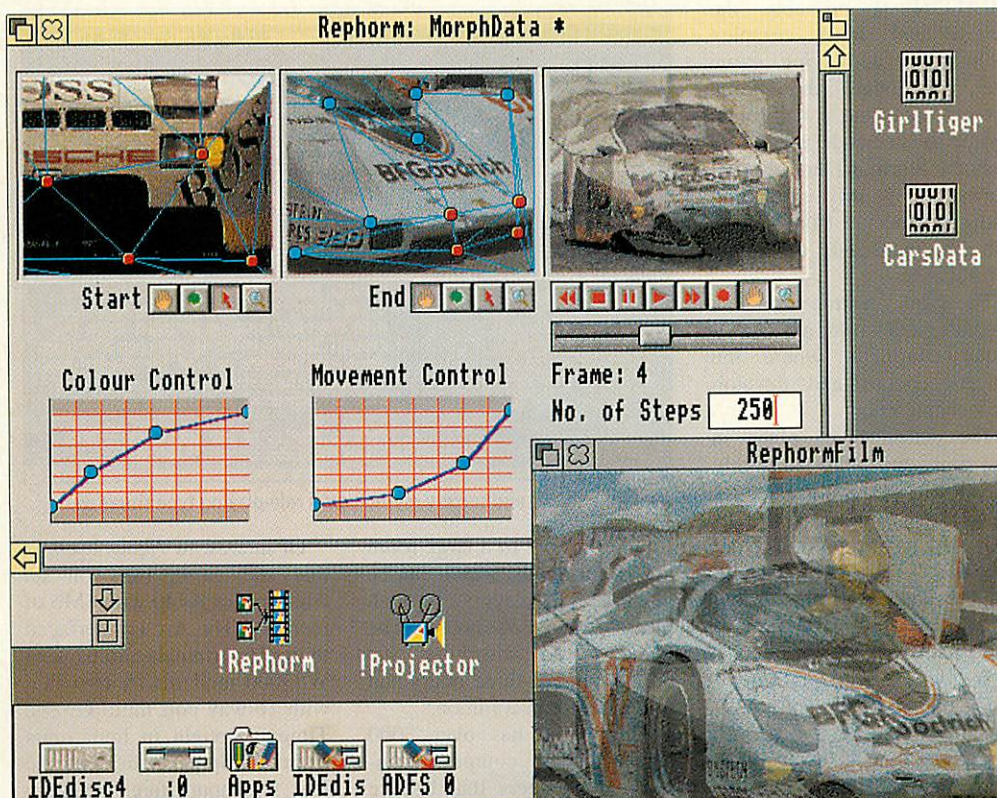 Rephorm: MorphData *
GirlTiger
CarsData
BFGoodrich
Start
End
Colour Control
Movement Control
Frame: 4
No. of Steps 250
RephormFilm
BFGoodrich
!Rephorm
!Projector
IDEdisc4
:0
Apps
IDEdis
ADFS 0